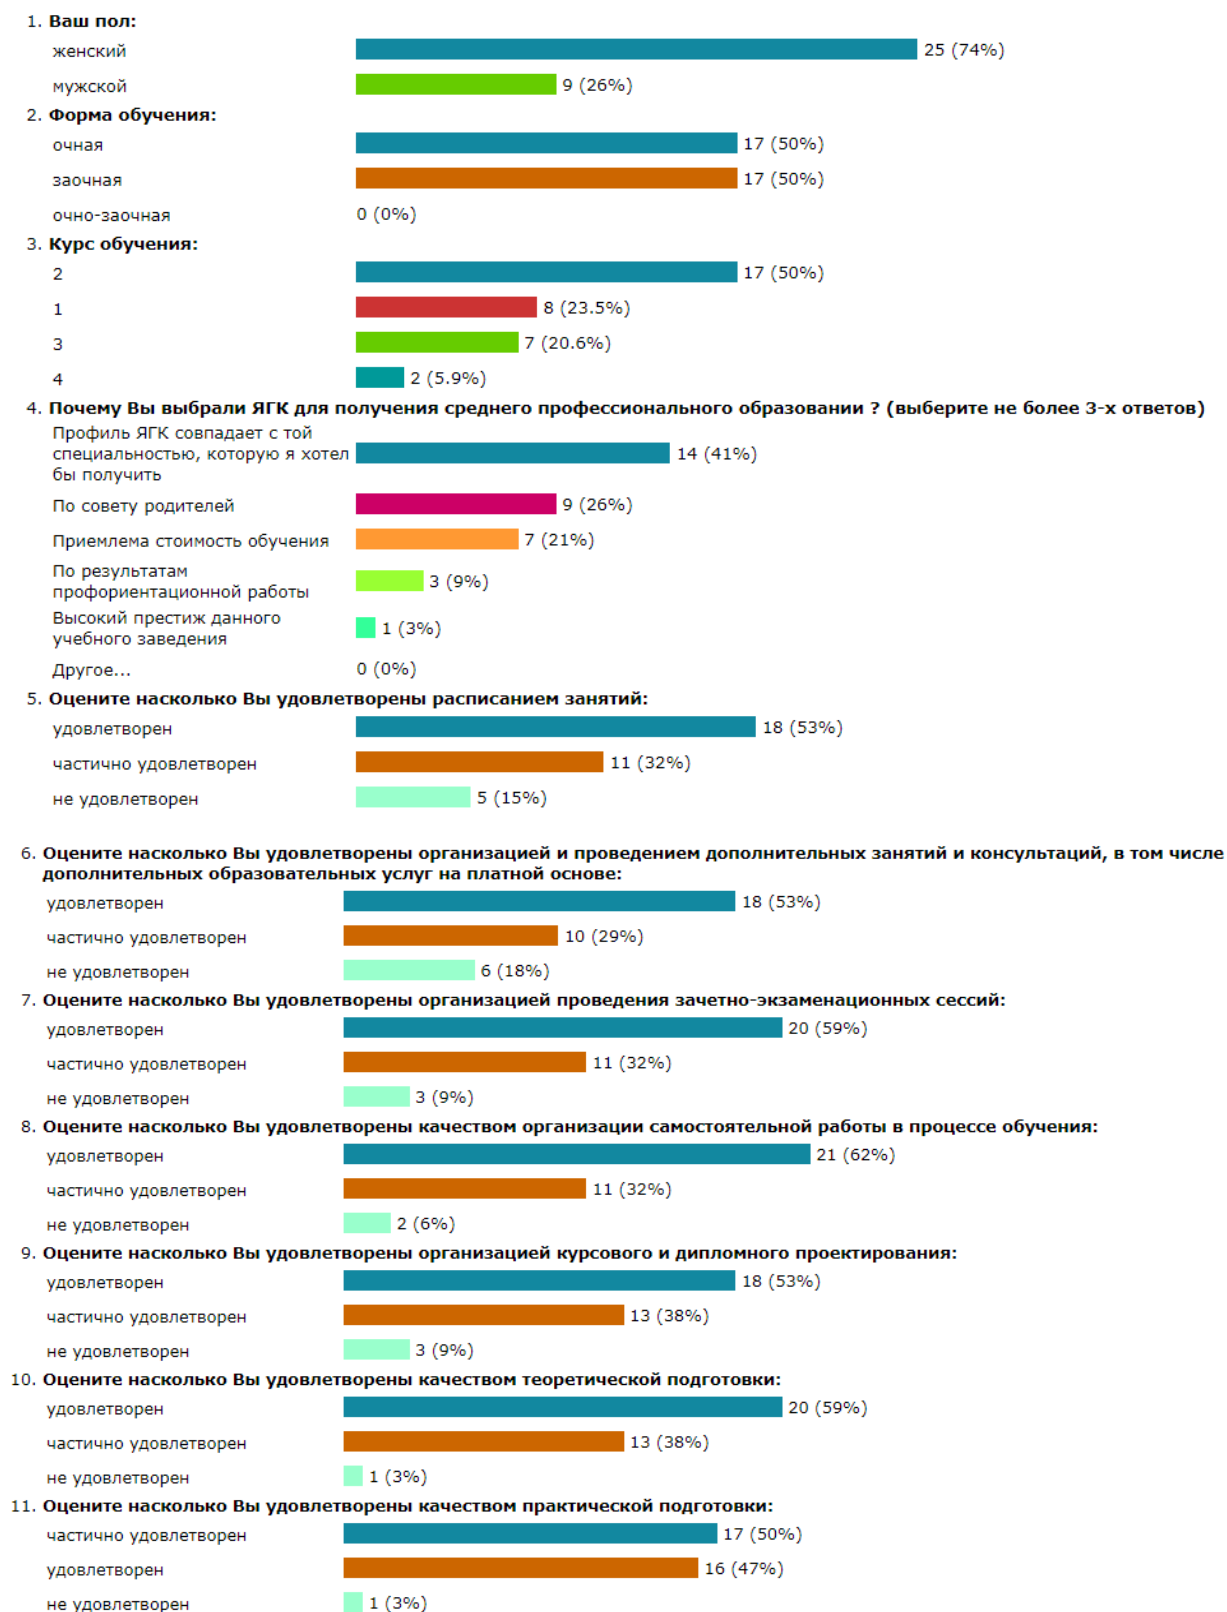 1. Ваш пол:
женский 25 (74%)
мужской 9 (26%)
2. Форма обучения:
очная 17 (50%)
заочная 17 (50%)
очно-заочная 0 (0%)
3. Курс обучения:
2 17 (50%)
1 8 (23.5%)
3 7 (20.6%)
4 2 (5.9%)
4. Почему Вы выбрали ЯГК для получения среднего профессионального образовании ? (выберите не более 3-х ответов)
Профиль ЯГК совпадает с той
специальностью, которую я хотел 14 (41%)
бы получить
По совету родителей 9 (26%)
Приемлема стоимость обучения 7 (21%)
По результатам
профориентационной работы 3 (9%)
Высокий престиж данного
учебного заведения 1 (3%)
Другое... 0 (0%)
5. Оцените насколько Вы удовлетворены расписанием занятий:
удовлетворен 18 (53%)
частично удовлетворен 11 (32%)
не удовлетворен 5 (15%)
6. Оцените насколько Вы удовлетворены организацией и проведением дополнительных занятий и консультаций, в том числе
дополнительных образовательных услуг на платной основе:
удовлетворен 18 (53%)
частично удовлетворен 10 (29%)
не удовлетворен 6 (18%)
7. Оцените насколько Вы удовлетворены организацией проведения зачетно-экзаменационных сессий:
удовлетворен 20 (59%)
частично удовлетворен 11 (32%)
не удовлетворен 3 (9%)
8. Оцените насколько Вы удовлетворены качеством организации самостоятельной работы в процессе обучения:
удовлетворен 21 (62%)
частично удовлетворен 11 (32%)
не удовлетворен 2 (6%)
9. Оцените насколько Вы удовлетворены организацией курсового и дипломного проектирования:
удовлетворен 18 (53%)
частично удовлетворен 13 (38%)
не удовлетворен 3 (9%)
10. Оцените насколько Вы удовлетворены качеством теоретической подготовки:
удовлетворен 20 (59%)
частично удовлетворен 13 (38%)
не удовлетворен 1 (3%)
11. Оцените насколько Вы удовлетворены качеством практической подготовки:
частично удовлетворен 17 (50%)
удовлетворен 16 (47%)
не удовлетворен 1 (3%)